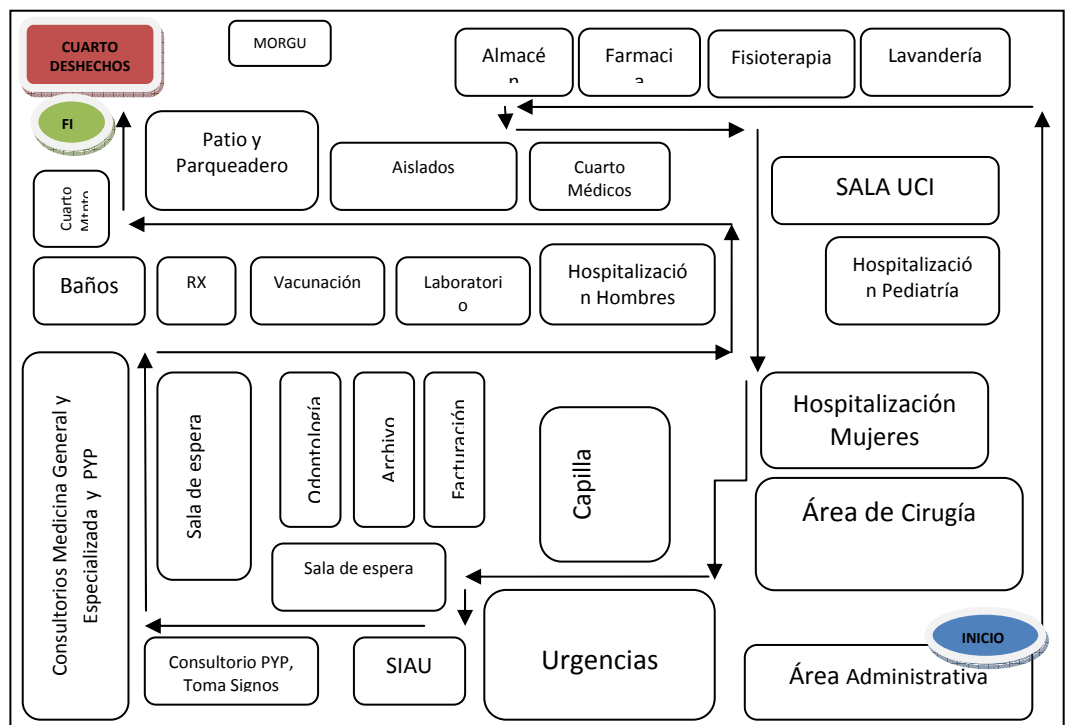 CUARTO
DESHECHOS
MORGU
Almacé
n
Farmaci
a
Fisioterapia
Lavandería
FI
Patio y
Parqueadero
Aislados
Cuarto
Médicos
SALA UCI
Cuarto
Mtnto
Baños
RX
Vacunación
Laboratori
o
Hospitalizació
n Hombres
Hospitalizació
n Pediatría
Consultorios Medicina General y
Especializada y PYP
Sala de espera
Odontología
Archivo
Facturación
Capilla
Hospitalización
Mujeres
Área de Cirugía
Sala de espera
Consultorio PYP,
Toma Signos
SIAU
Urgencias
INICIO
Área Administrativa